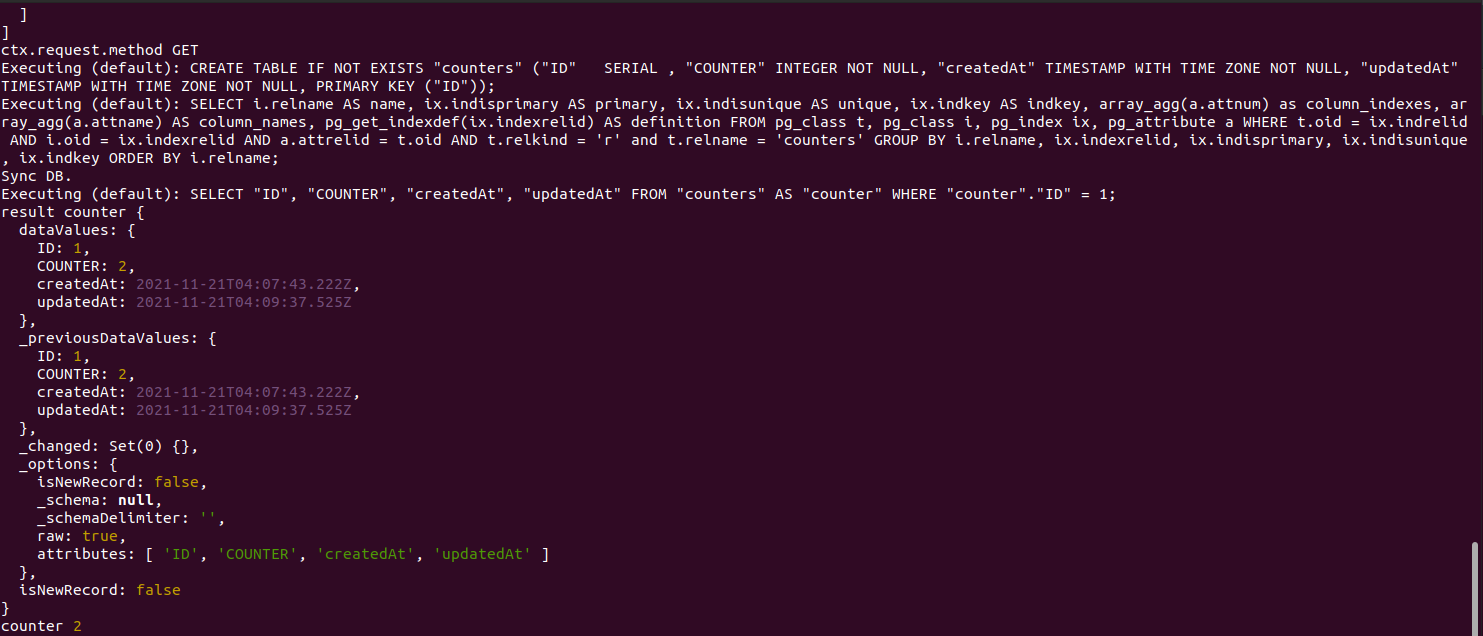 ]
]
ctx.request.method GET
Executing (default): CREATE TABLE IF NOT EXISTS "counters" ("ID"   SERIAL , "COUNTER" INTEGER NOT NULL, "createdAt" TIMESTAMP WITH TIME ZONE NOT NULL, "updatedAt"
TIMESTAMP WITH TIME ZONE NOT NULL, PRIMARY KEY ("ID"));
Executing (default): SELECT i.relname AS name, ix.indisprimary AS primary, ix.indisunique AS unique, ix.indkey AS indkey, array_agg(a.attnum) as column_indexes, ar
ray_agg(a.attname) AS column_names, pg_get_indexdef(ix.indexrelid) AS definition FROM pg_class t, pg_class i, pg_index ix, pg_attribute a WHERE t.oid = ix.indrelid
 AND i.oid = ix.indexrelid AND a.attrelid = t.oid AND t.relkind = 'r' and t.relname = 'counters' GROUP BY i.relname, ix.indexrelid, ix.indisprimary, ix.indisunique
, ix.indkey ORDER BY i.relname;
Sync DB.
Executing (default): SELECT "ID", "COUNTER", "createdAt", "updatedAt" FROM "counters" AS "counter" WHERE "counter"."ID" = 1;
result counter {
  dataValues: {
    ID: 1,
    COUNTER: 2,
    createdAt: 2021-11-21T04:07:43.222Z,
    updatedAt: 2021-11-21T04:09:37.525Z
  },
  _previousDataValues: {
    ID: 1,
    COUNTER: 2,
    createdAt: 2021-11-21T04:07:43.222Z,
    updatedAt: 2021-11-21T04:09:37.525Z
  },
  _changed: Set(0) {},
  _options: {
    isNewRecord: false,
    _schema: null,
    _schemaDelimiter: '',
    raw: true,
    attributes: [ 'ID', 'COUNTER', 'createdAt', 'updatedAt' ]
  },
  isNewRecord: false
}
counter 2